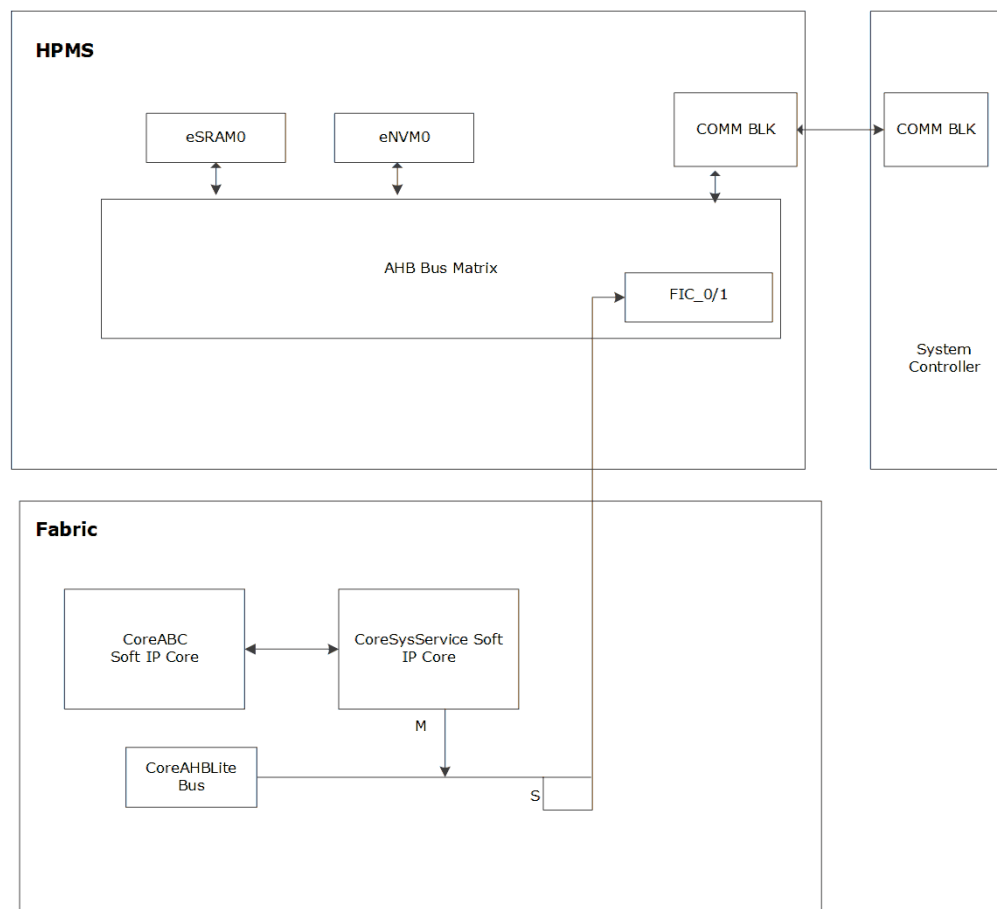 HPMS
eSRAM0
eNVM0
COMM BLK
COMM BLK
AHB Bus Matrix
FIC_0/1
System
Controller
Fabric
CoreABC
Soft IP Core
CoreSysService Soft
IP Core
M
CoreAHBLite
Bus
S